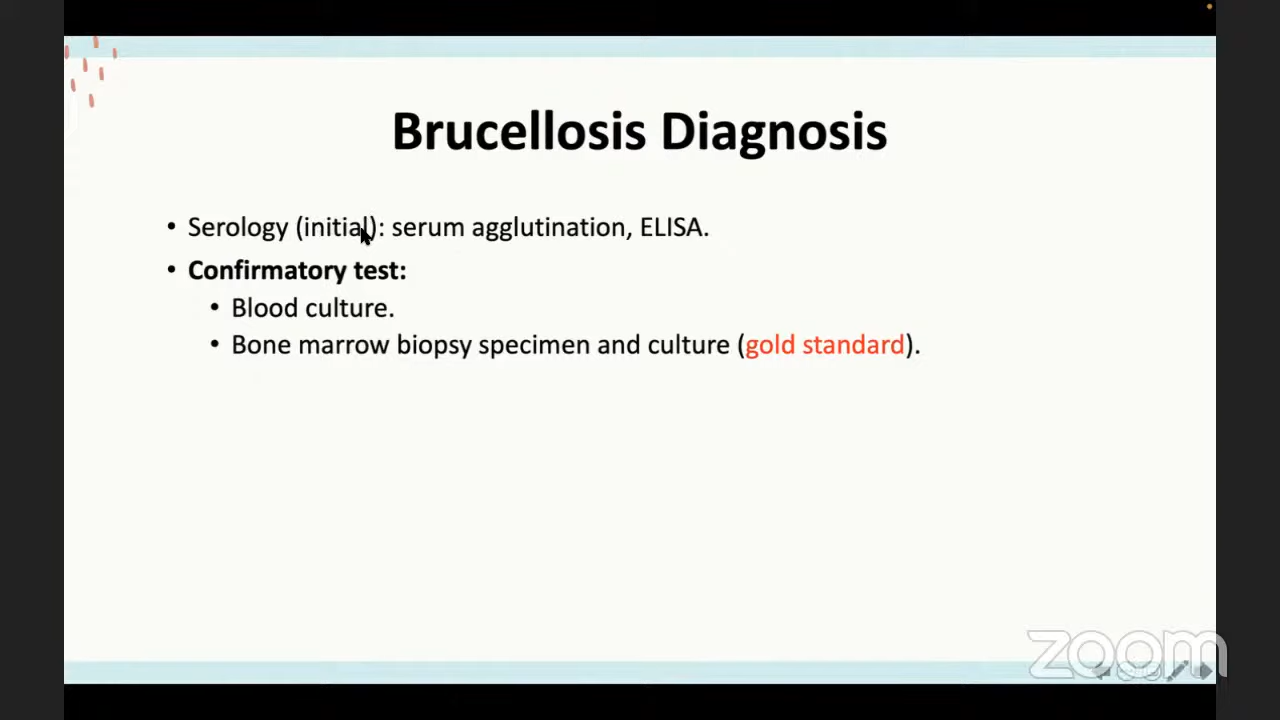 Brucellosis Diagnosis
• Serology (initial): serum agglutination, ELISA.
• Confirmatory test:
• Blood culture.
• Bone marrow biopsy specimen and culture (gold standard).
zoom